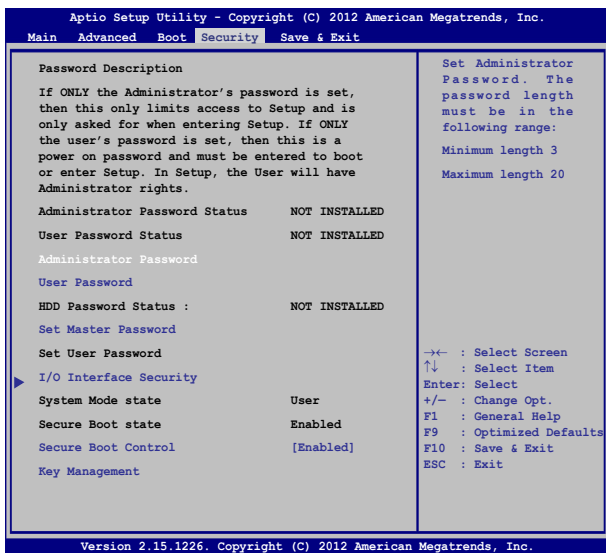 Aptio Setup Utility - Copyright (C) 2012 American Megatrends, Inc.
Main Advanced Boot Security Save & Exit
Password Description
If ONLY the Administrator's password is set,
then this only limits access to Setup and is
only asked for when entering Setup. If ONLY
the user's password is set, then this is a
power on password and must be entered to boot
or enter Setup. In Setup, the User will have
Administrator rights.
Administrator Password Status NOT INSTALLED
User Password Status NOT INSTALLED
Administrator Password
User Password
HDD Password Status : NOT INSTALLED
Set Master Password
Set User Password
I/O Interface Security
System Mode state User
Secure Boot state Enabled
Secure Boot Control [Enabled]
Key Management
Set Administrator
Password. The
password length
must be in the
following range:
Minimum length 3
Maximum length 20
→← : Select Screen
↑↓ : Select Item
Enter: Select
+/— : Change Opt.
F1 : General Help
F9 : Optimized Defaults
F10 : Save & Exit
ESC : Exit
Version 2.15.1226. Copyright (C) 2012 American Megatrends, Inc.